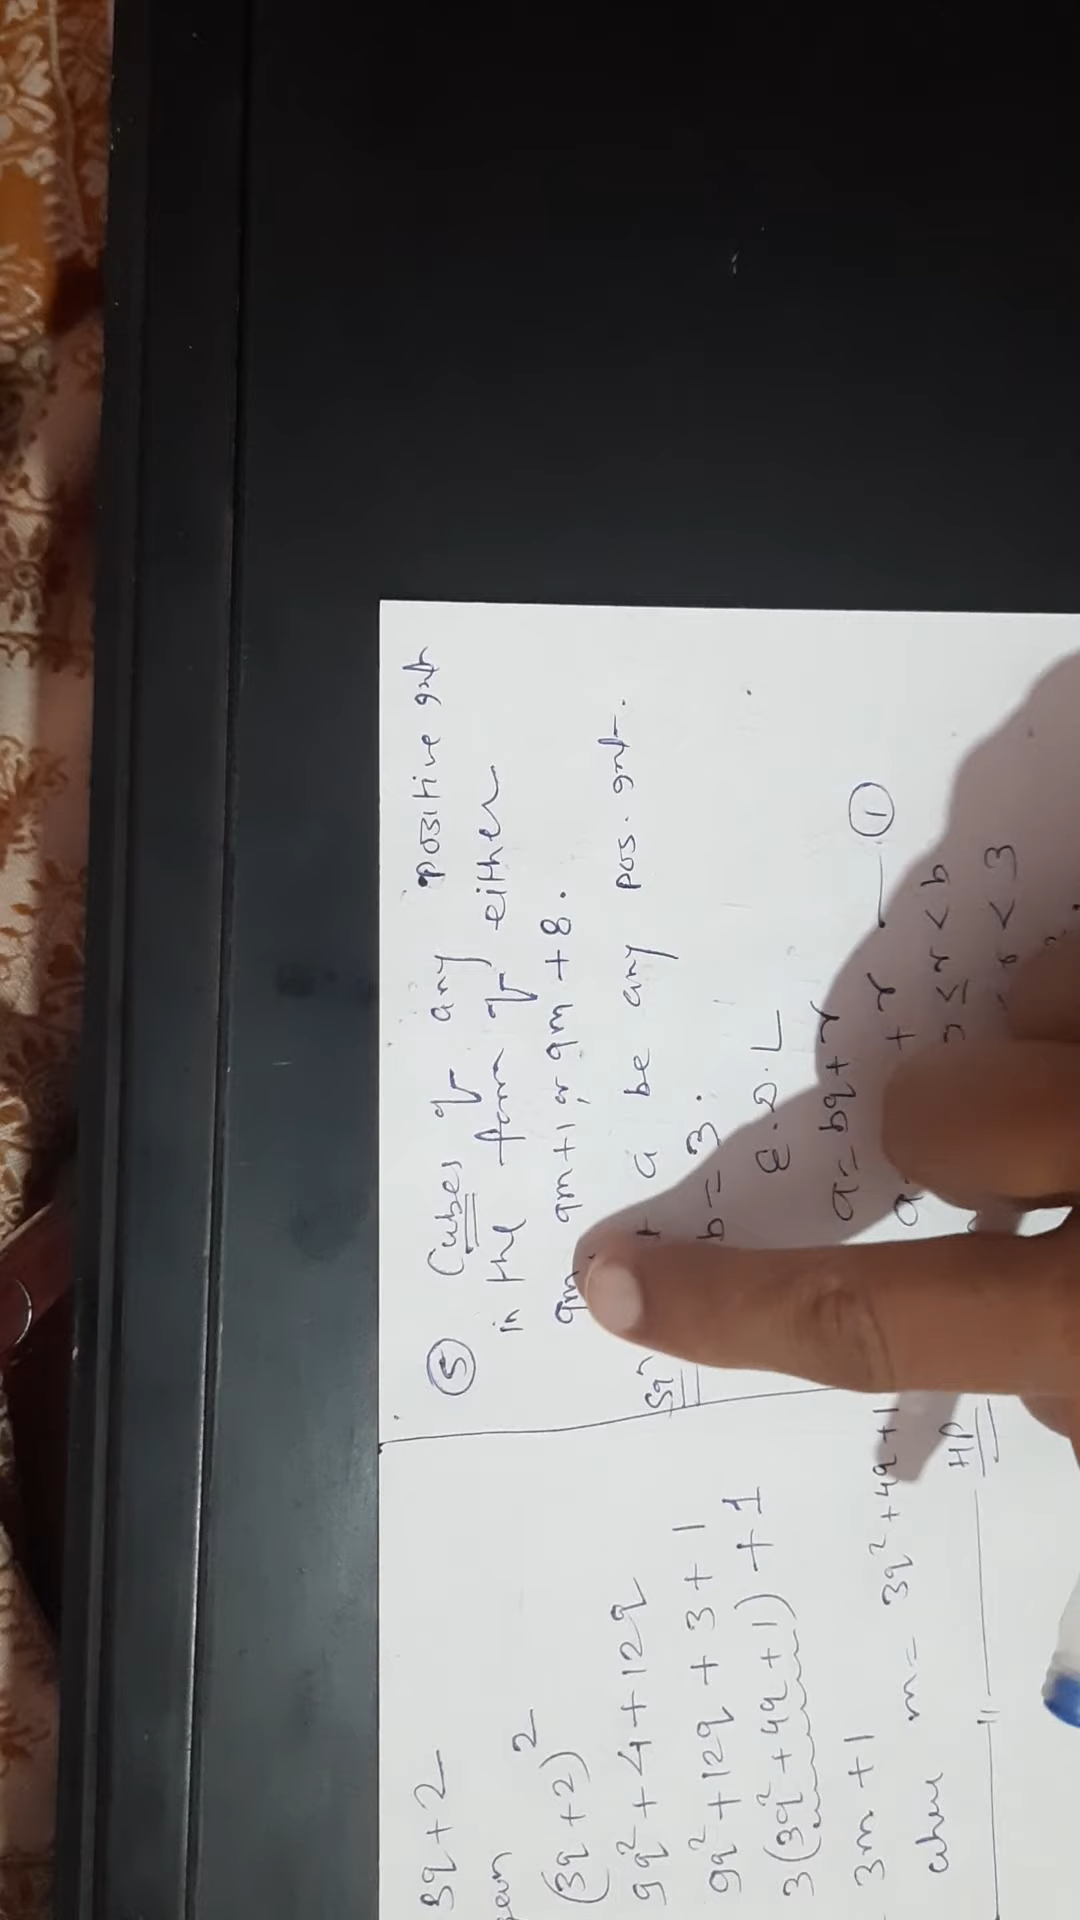 3q + 2
(3q + 2)²
9q² + 4 + 12q
9q² + 12q + 3 + 1
3(3q² + 4q + 1) + 1
3m + 1
where m = 3q² + 4q + 1
HP
⑤ Cubes of any positive int
in the form of either
9m, 9m+1, or 9m + 8.
a be any pos. int.
b = 3.
E.D.L
a = bq + r
a + r ①
≤ r < b
r < 3